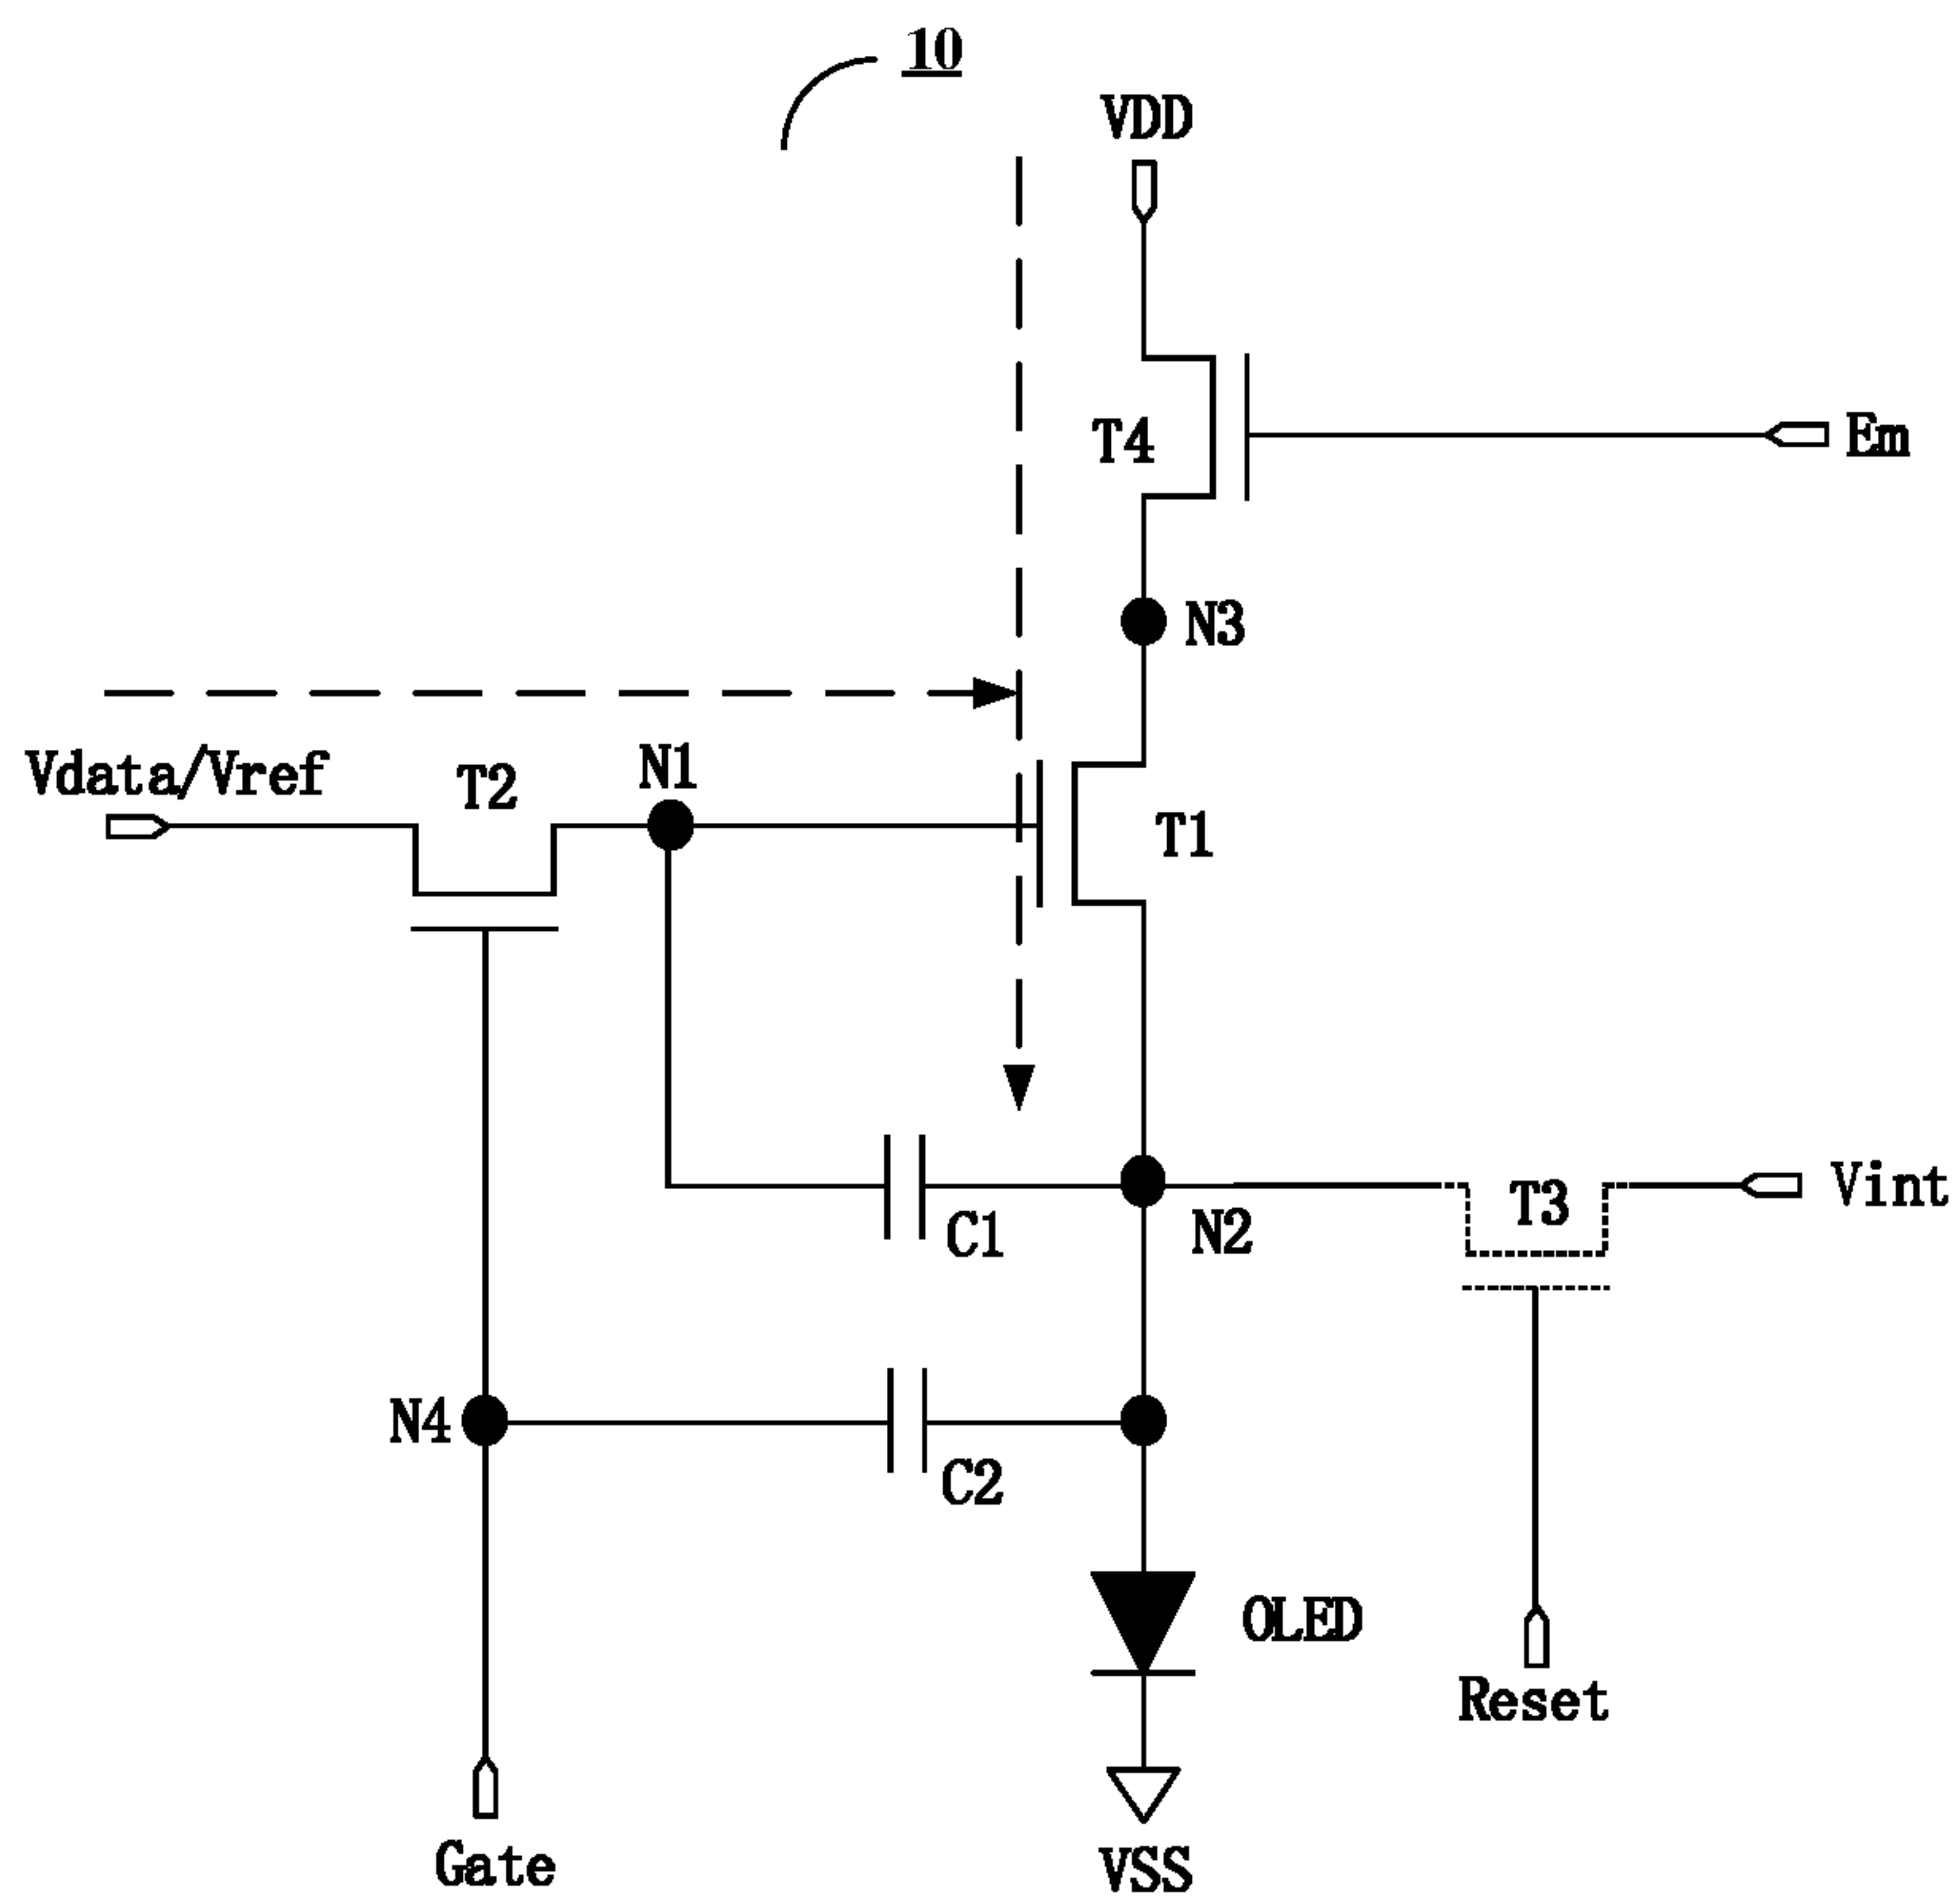 10
VDD
T4
Em
N3
Vdata/Vref
T2
N1
T1
C1
N2
T3
Vint
N4
C2
OLED
Reset
Gate
VSS